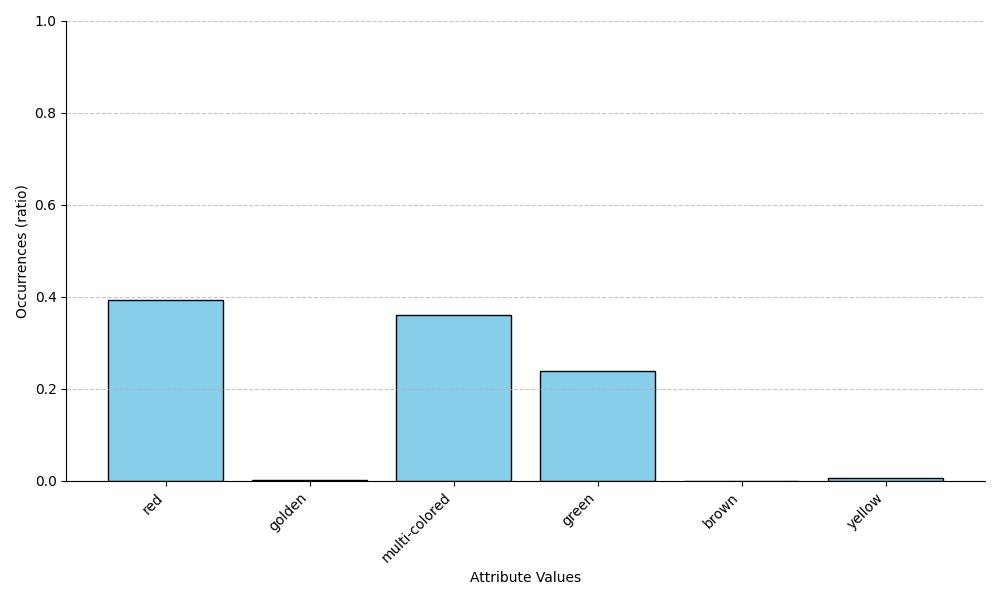 1.0
0.8
0.6
0.4
0.2
0.0
Occurrences (ratio)
red
golden
multi-colored
green
brown
yellow
Attribute Values